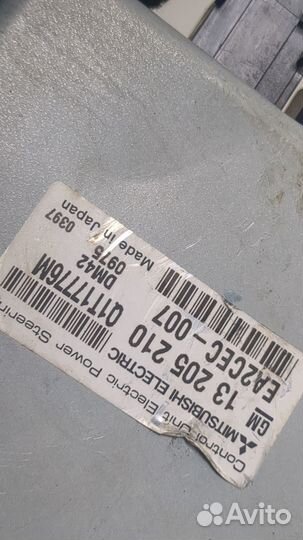 Control Unit Electric Power Steerin
MITSUBISHI ELECTRIC Q1T17776M
GM 13 205 210 DM42 0397
EA2CEC-007 0975 Made In Japan
Avito